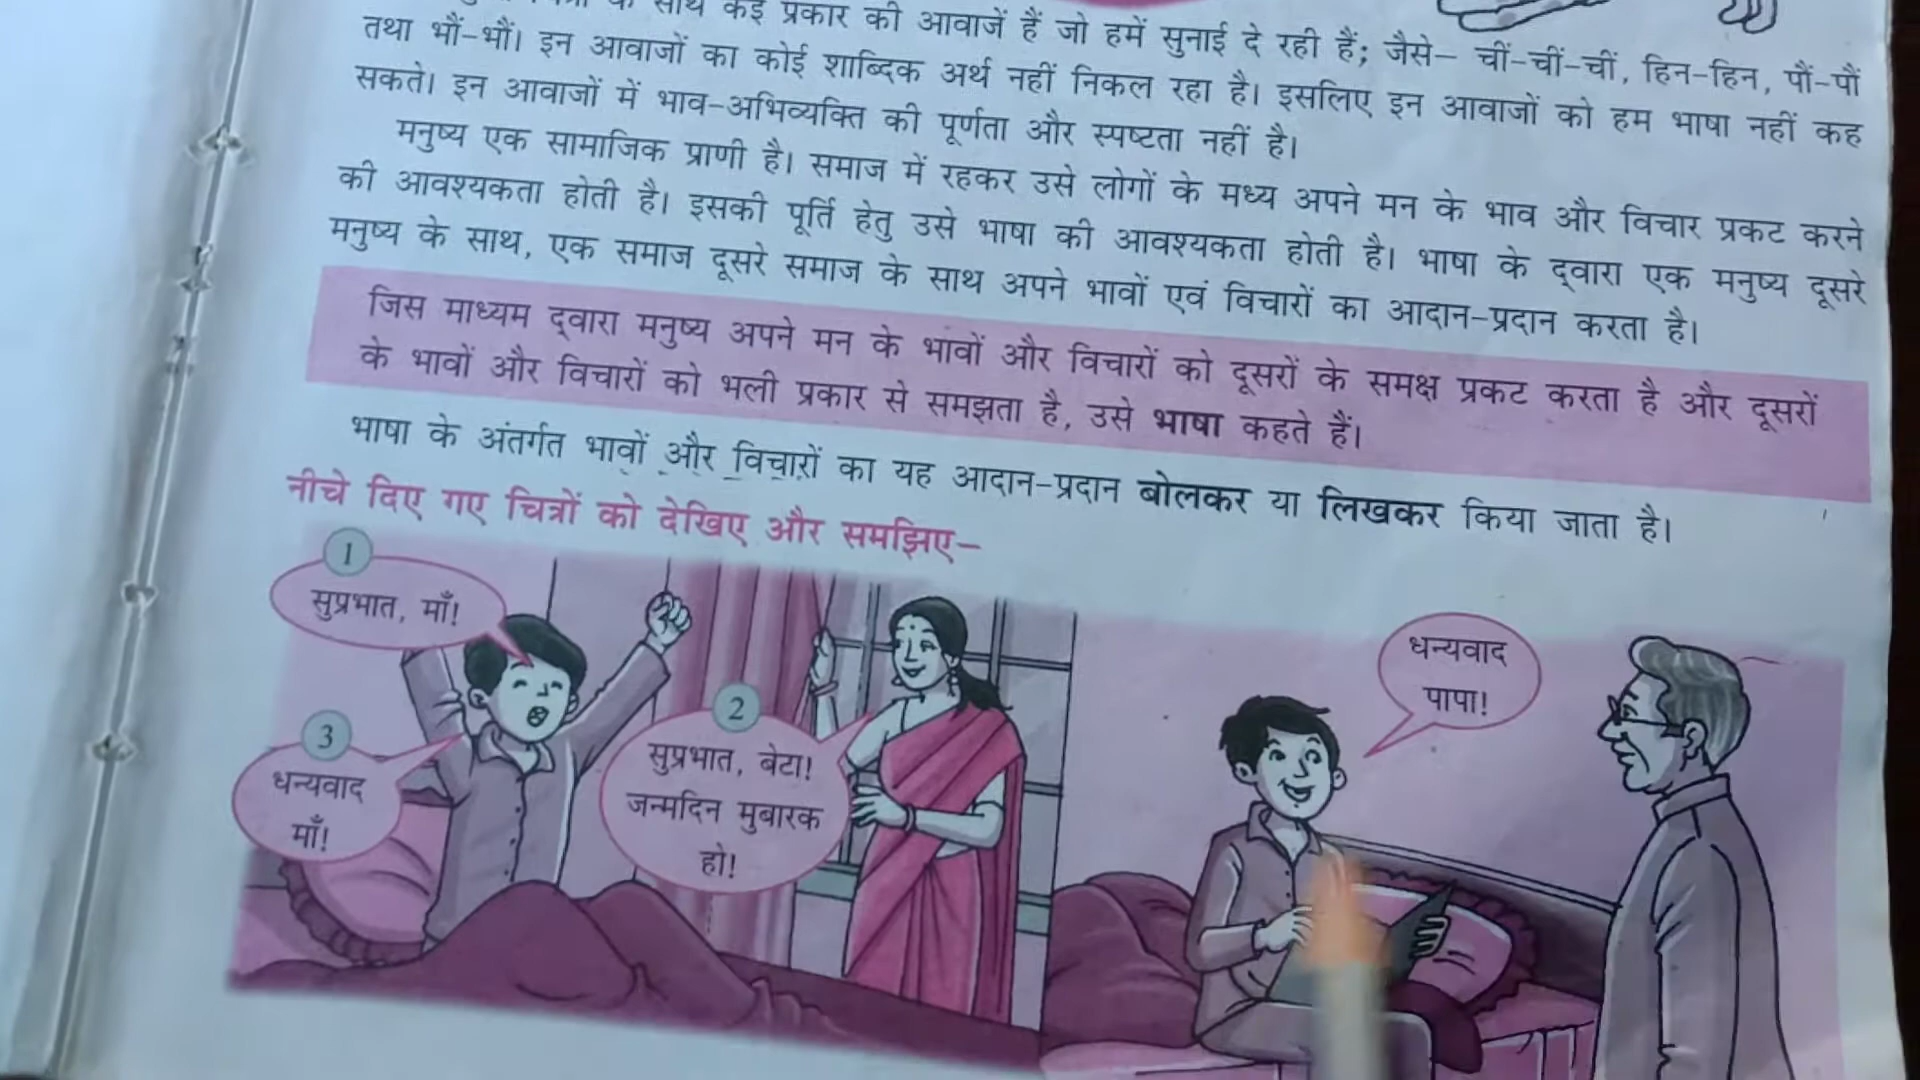 साथ कई प्रकार की आवाजें हैं जो हमें सुनाई दे रही हैं; जैसे– चीं-चीं-चीं, हिन-हिन, पौं-पौं
तथा भौं-भौं। इन आवाजों का कोई शाब्दिक अर्थ नहीं निकल रहा है। इसलिए इन आवाजों को हम भाषा नहीं कह
सकते। इन आवाजों में भाव-अभिव्यक्ति की पूर्णता और स्पष्टता नहीं है।
मनुष्य एक सामाजिक प्राणी है। समाज में रहकर उसे लोगों के मध्य अपने मन के भाव और विचार प्रकट करने
की आवश्यकता होती है। इसकी पूर्ति हेतु उसे भाषा की आवश्यकता होती है। भाषा के द्वारा एक मनुष्य दूसरे
मनुष्य के साथ, एक समाज दूसरे समाज के साथ अपने भावों एवं विचारों का आदान-प्रदान करता है।
जिस माध्यम द्वारा मनुष्य अपने मन के भावों और विचारों को दूसरों के समक्ष प्रकट करता है और दूसरों
के भावों और विचारों को भली प्रकार से समझता है, उसे भाषा कहते हैं।
भाषा के अंतर्गत भावों और विचारों का यह आदान-प्रदान बोलकर या लिखकर किया जाता है।
नीचे दिए गए चित्रों को देखिए और समझिए–
1
सुप्रभात, माँ!
2
सुप्रभात, बेटा!
जन्मदिन मुबारक
हो!
3
धन्यवाद
माँ!
धन्यवाद
पापा!